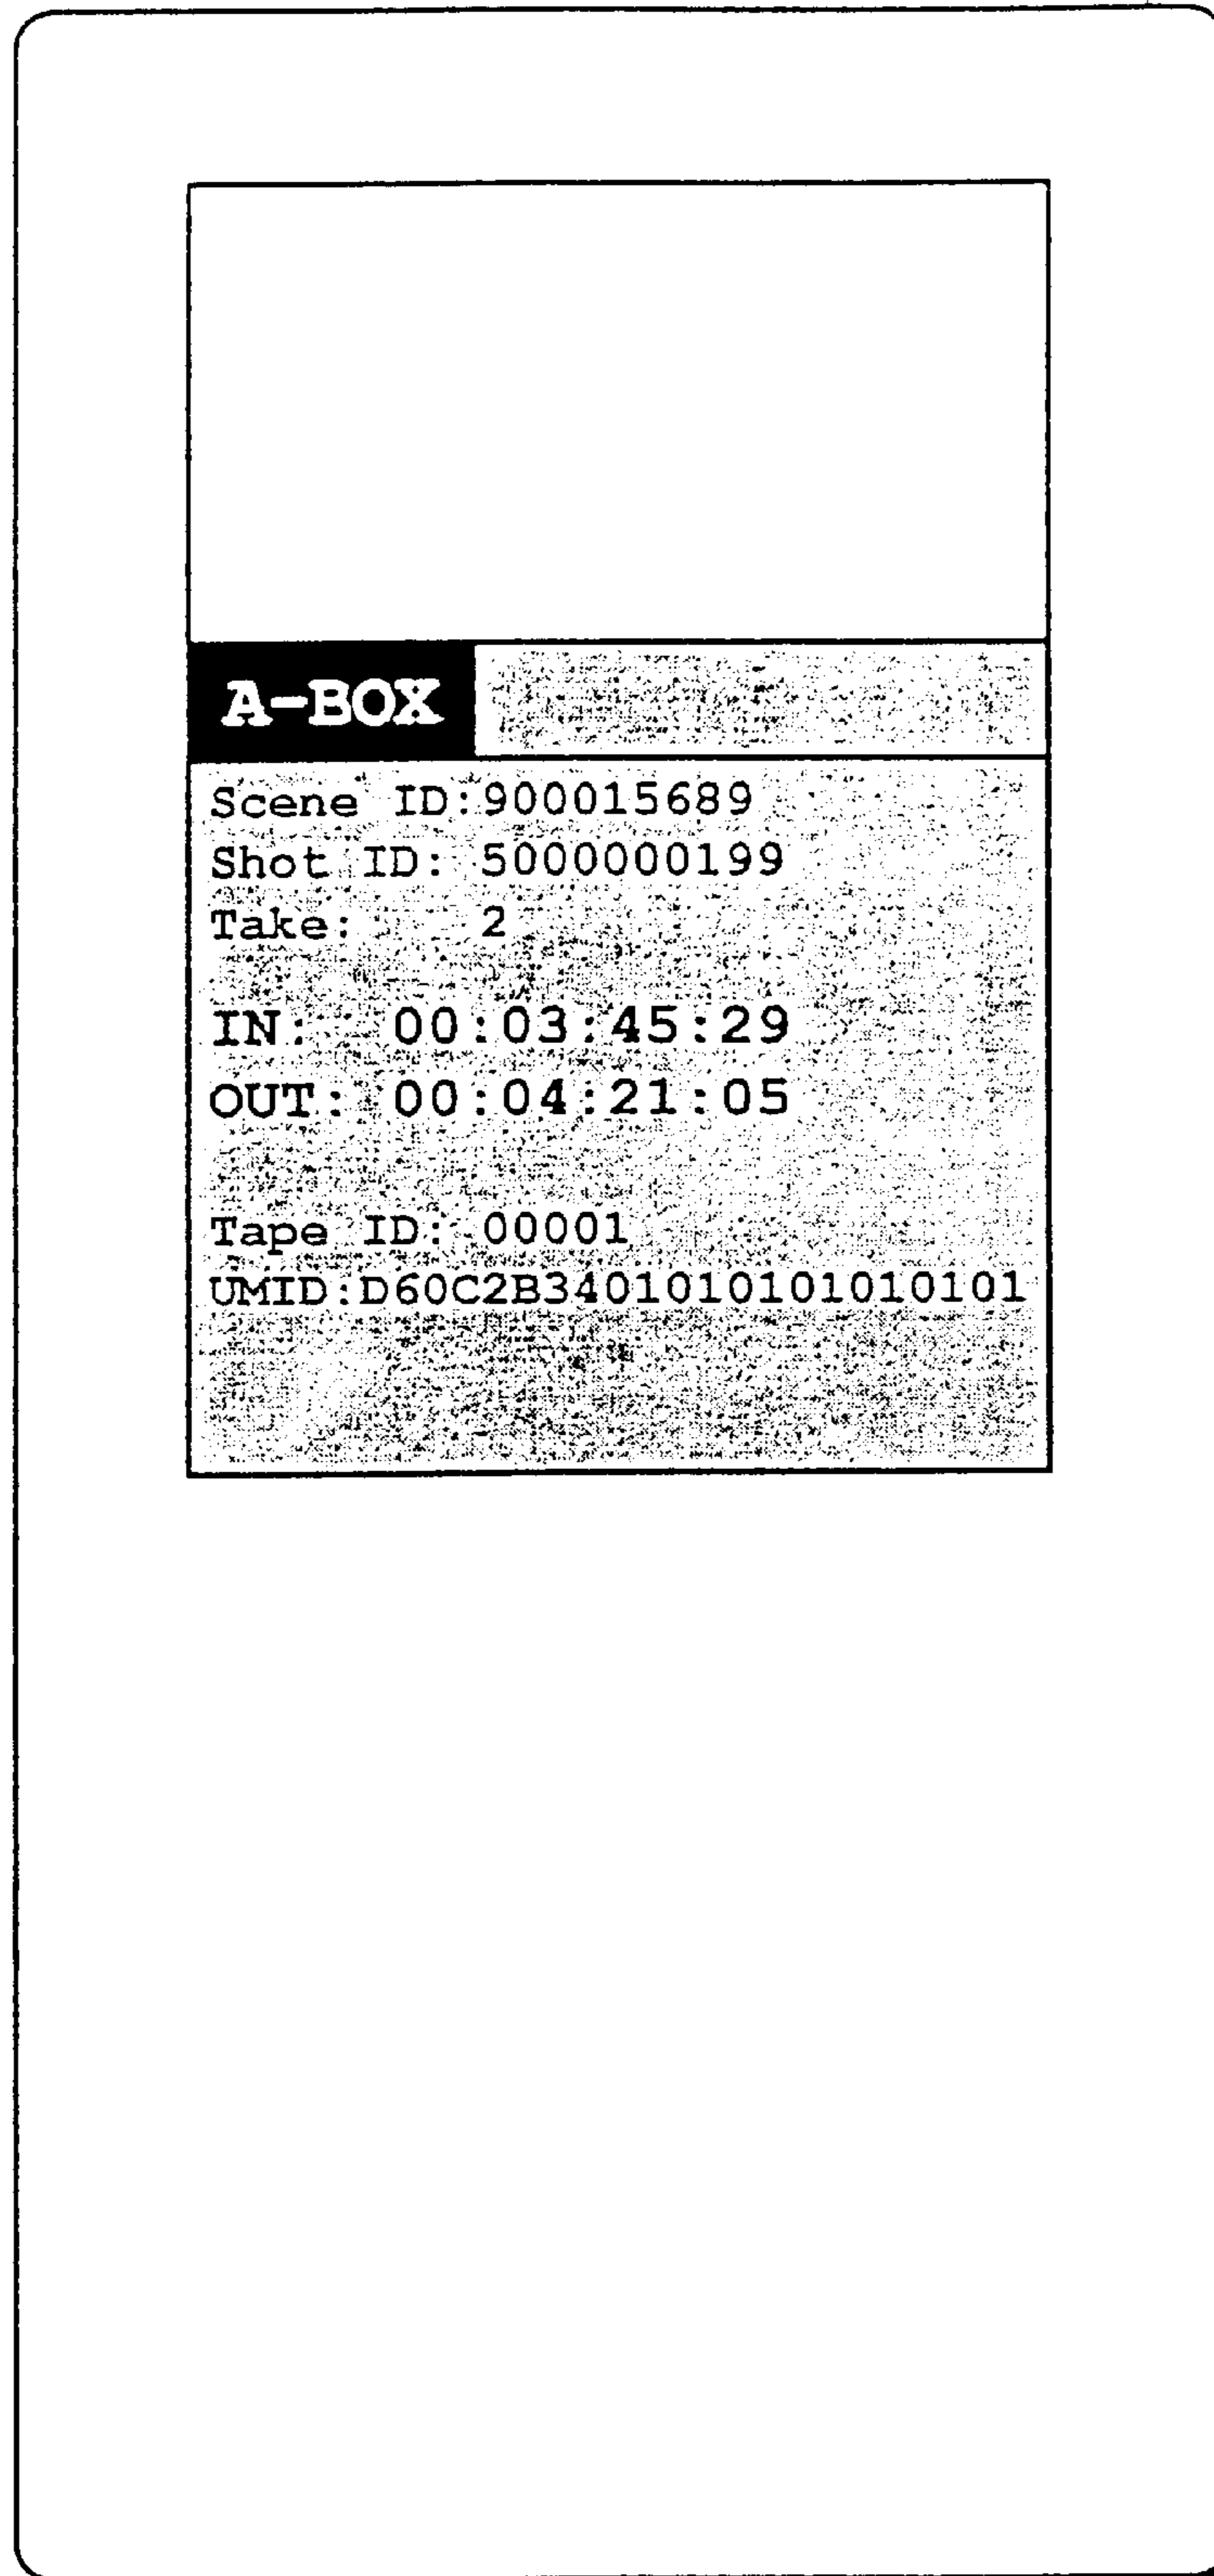 A-BOX
Scene ID:900015689
Shot ID: 5000000199
Take: 2
IN: 00:03:45:29
OUT: 00:04:21:05
Tape ID: 00001
UMID:D60C2B3401010101010101